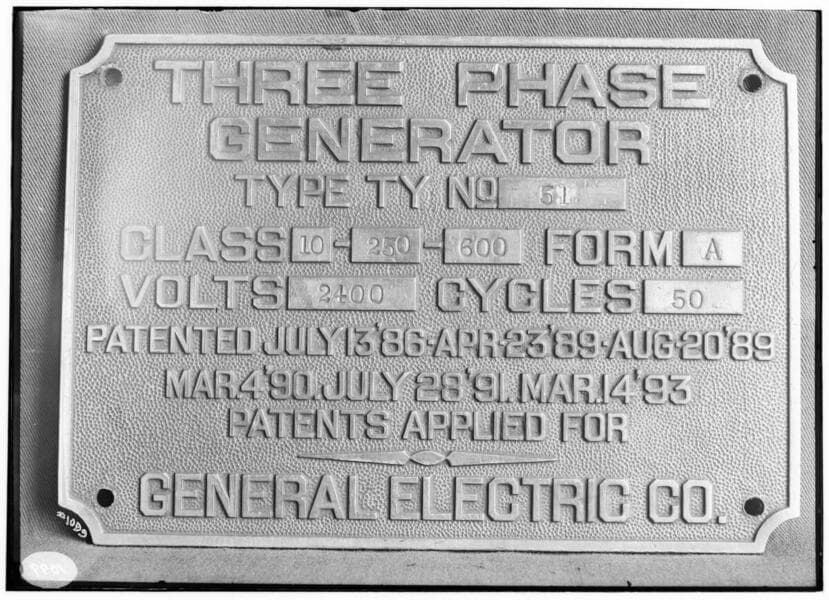 THREE PHASE
GENERATOR
TYPE TY NO 51
CLASS 10-250-600 FORM A
VOLTS 2400 CYCLES 50
PATENTED JULY 13'86-APR-23'89-AUG-20'89
MAR.4'90.JULY 28'91.MAR.14'93
PATENTS APPLIED FOR
GENERAL ELECTRIC CO.